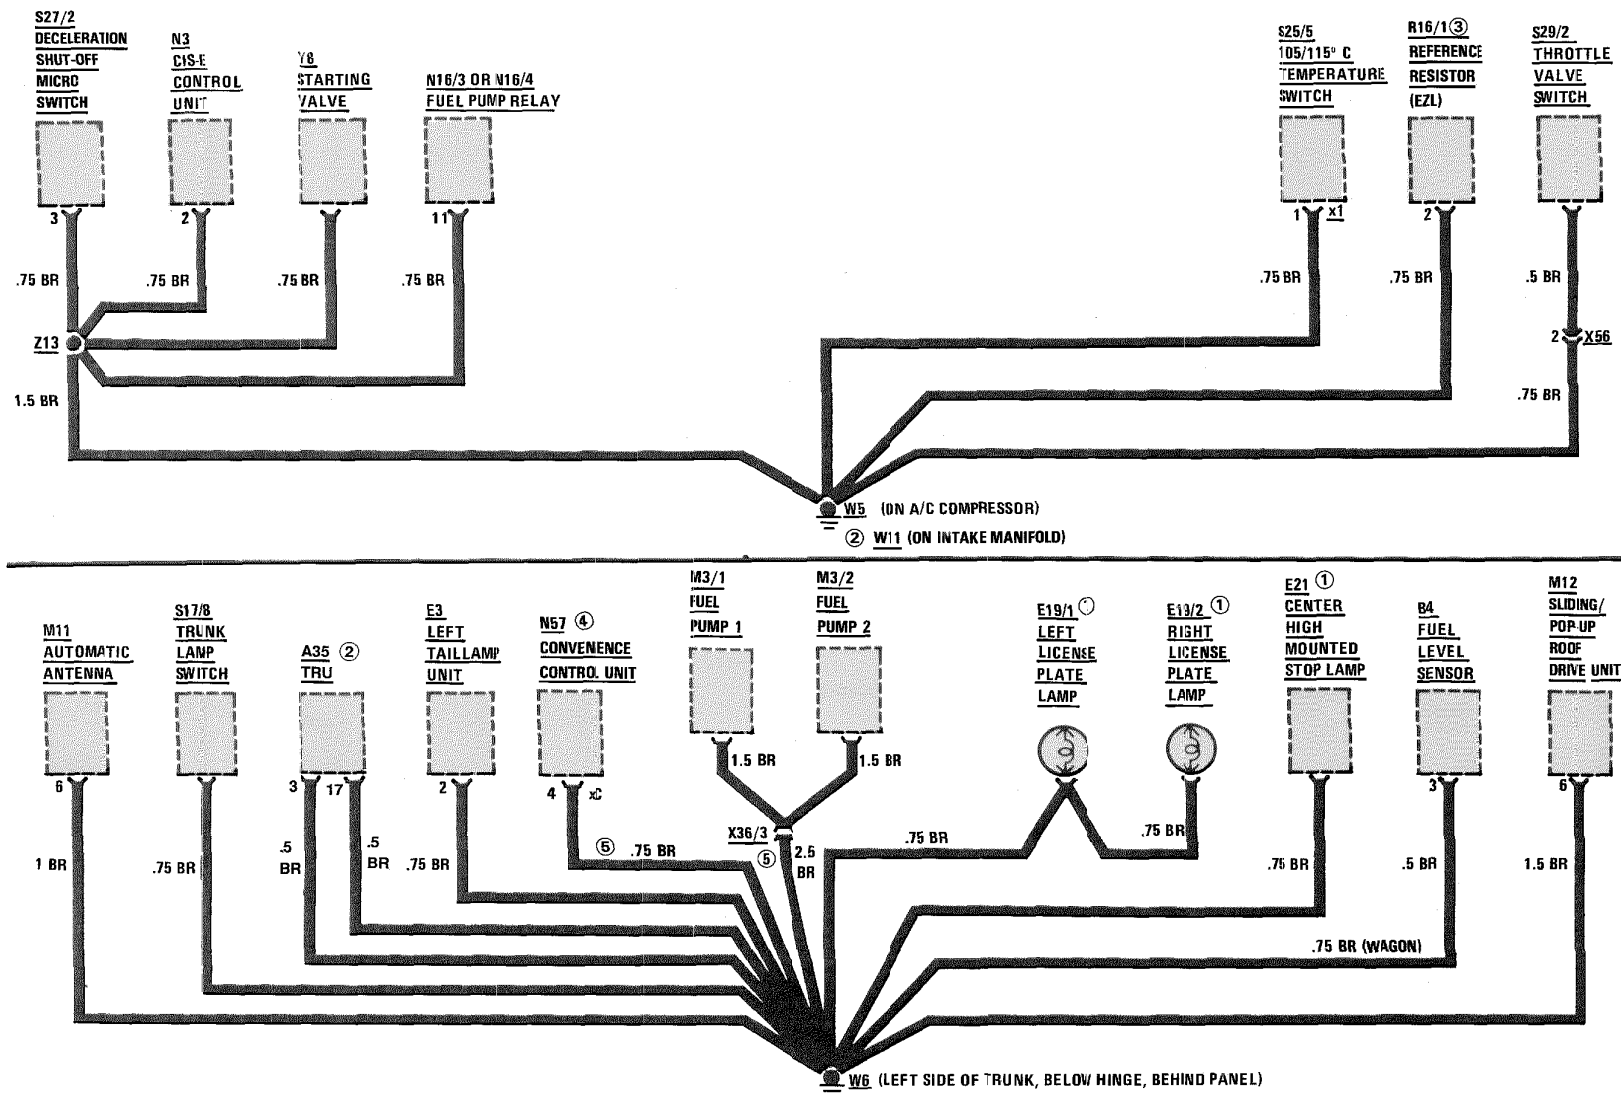 S27/2
DECELERATION
SHUT-OFF
MICRO
SWITCH
N3
CIS-E
CONTROL
UNIT
Y8
STARTING
VALVE
N16/3 OR N16/4
FUEL PUMP RELAY
S25/5
105/115° C
TEMPERATURE
SWITCH
R16/1 ③
REFERENCE
RESISTOR
(EZL)
S29/2
THROTTLE
VALVE
SWITCH
3
2
11
1 x1
2
.75 BR
.75 BR
.75 BR
.75 BR
.75 BR
.75 BR
.5 BR
Z13
2 X56
1.5 BR
.75 BR
W5 (ON A/C COMPRESSOR)
② W11 (ON INTAKE MANIFOLD)
M11
AUTOMATIC
ANTENNA
S17/8
TRUNK
LAMP
SWITCH
A35 ②
TRU
E3
LEFT
TAILLAMP
UNIT
N57 ④
CONVENENCE
CONTROL UNIT
M3/1
FUEL
PUMP 1
M3/2
FUEL
PUMP 2
E19/1
LEFT
LICENSE
PLATE
LAMP
E19/2 ①
RIGHT
LICENSE
PLATE
LAMP
E21 ①
CENTER
HIGH
MOUNTED
STOP LAMP
B4
FUEL
LEVEL
SENSOR
M12
SLIDING/
POP-UP
ROOF
DRIVE UNIT
6
3 17
2
4 xC
1.5 BR
1.5 BR
3
6
X36/3
1 BR
.75 BR
.5
BR
.5
BR
.75 BR
⑤ .75 BR
⑤ 2.5
BR
.75 BR
.75 BR
.75 BR
.5 BR
1.5 BR
.75 BR (WAGON)
W6 (LEFT SIDE OF TRUNK, BELOW HINGE, BEHIND PANEL)